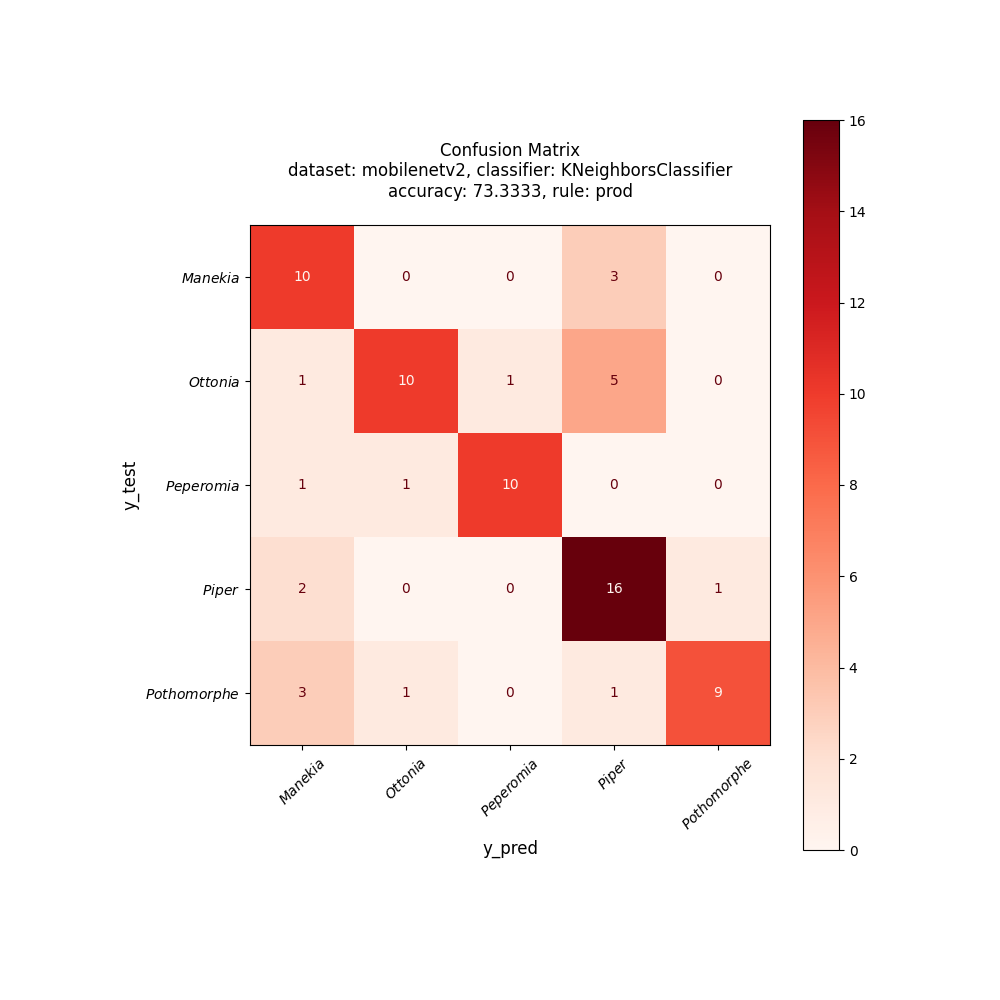 Confusion Matrix
dataset: mobilenetv2, classifier: KNeighborsClassifier
accuracy: 73.3333, rule: prod
y_test
Manekia 10 0 0 3 0
Ottonia 1 10 1 5 0
Peperomia 1 1 10 0 0
Piper 2 0 0 16 1
Pothomorphe 3 1 0 1 9
Manekia Ottonia Peperomia Piper Pothomorphe
y_pred
16
14
12
10
8
6
4
2
0